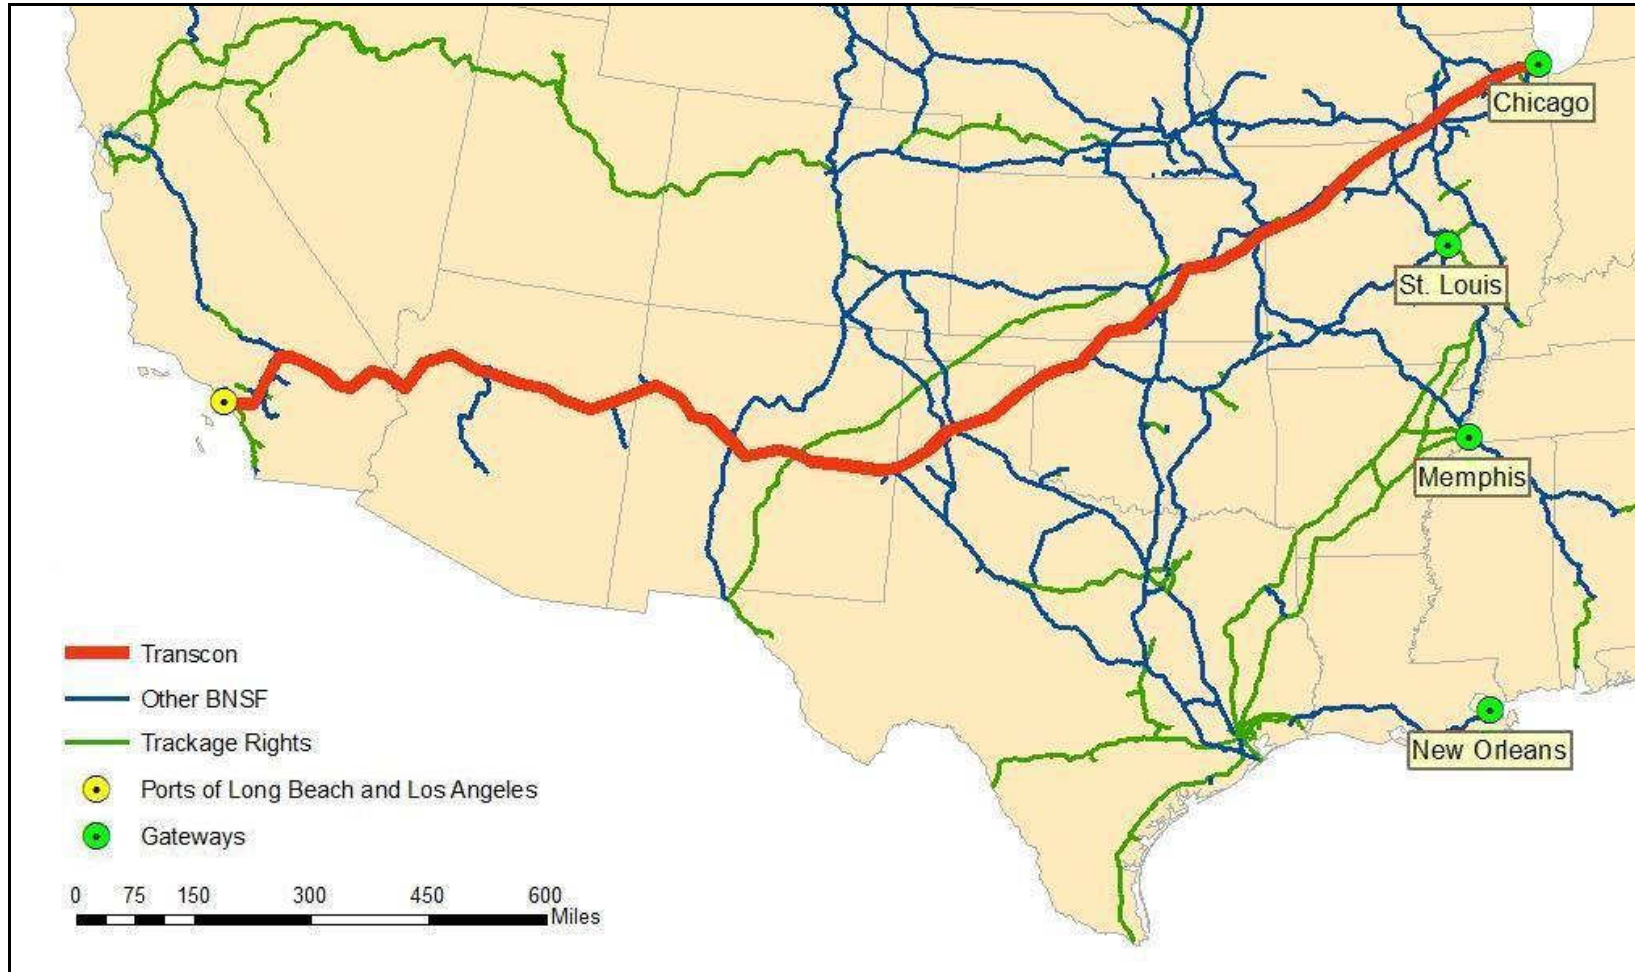 Chicago
St. Louis
Memphis
New Orleans
Transcon
Other BNSF
Trackage Rights
Ports of Long Beach and Los Angeles
Gateways
0 75 150 300 450 600
Miles